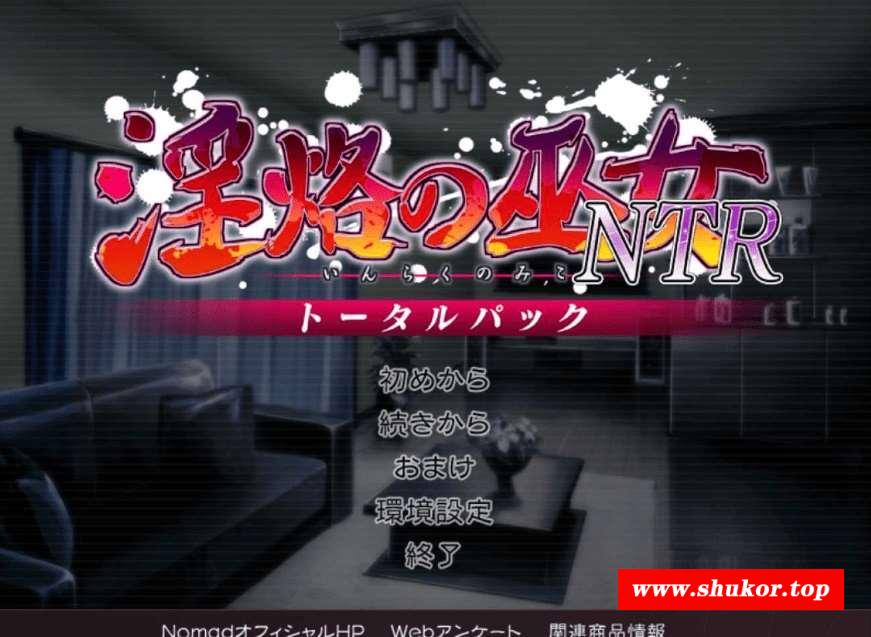 淫烙の巫女NTR
いんらくのみこ
トータルパック
初めから
続きから
おまけ
環境設定
終了
www.shukor.top
NomadオフィシャルHP Webアンケート 関連商品情報